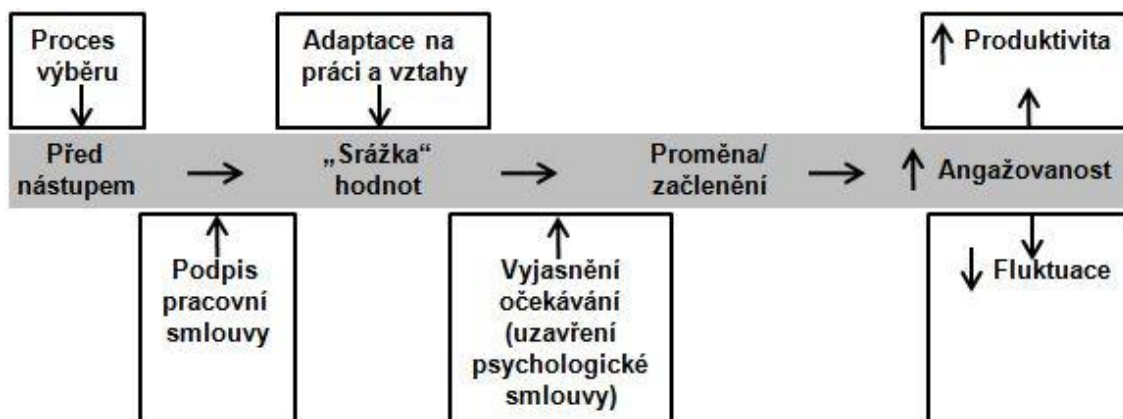 Proces
výběru
Adaptace na
práci a vztahy
Produktivita
Před
nástupem
„Srážka“
hodnot
Proměna/
začlenění
Angažovanost
Podpis
pracovní
smlouvy
Vyjasnění
očekávání
(uzavření
psychologické
smlouvy)
Fluktuace